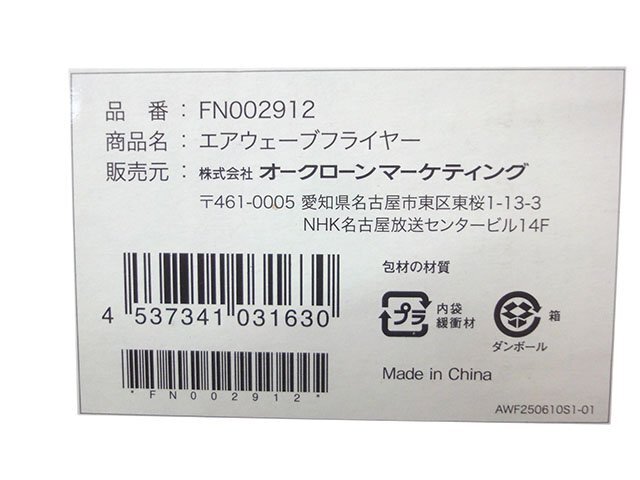 品 番 : FN002912
商品名 : エアウェーブフライヤー
販売元 : 株式会社 オークローンマーケティング
〒461-0005 愛知県名古屋市東区東桜1-13-3
NHK名古屋放送センタービル14F
包材の材質
4 537341 031630
プラ
内袋
緩衝材
箱
ダンボール
*FN002912*
Made in China
AWF250610S1-01